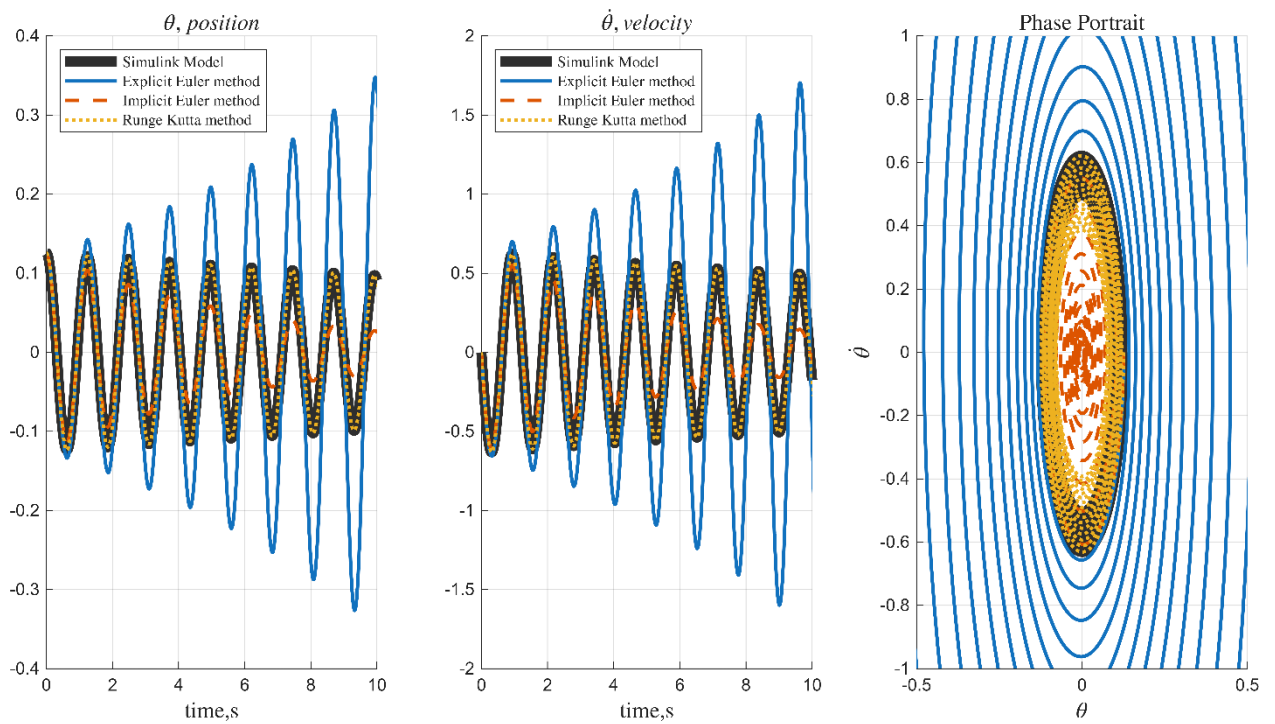 θ, position
0.4
0.3
0.2
0.1
0
-0.1
-0.2
-0.3
-0.4
0 2 4 6 8 10
time,s
Simulink Model
Explicit Euler method
Implicit Euler method
Runge Kutta method
θ̇, velocity
2
1.5
1
0.5
0
-0.5
-1
-1.5
-2
0 2 4 6 8 10
time,s
Simulink Model
Explicit Euler method
Implicit Euler method
Runge Kutta method
Phase Portrait
1
0.8
0.6
0.4
0.2
0
-0.2
-0.4
-0.6
-0.8
-1
θ̇
-0.5 0 0.5
θ